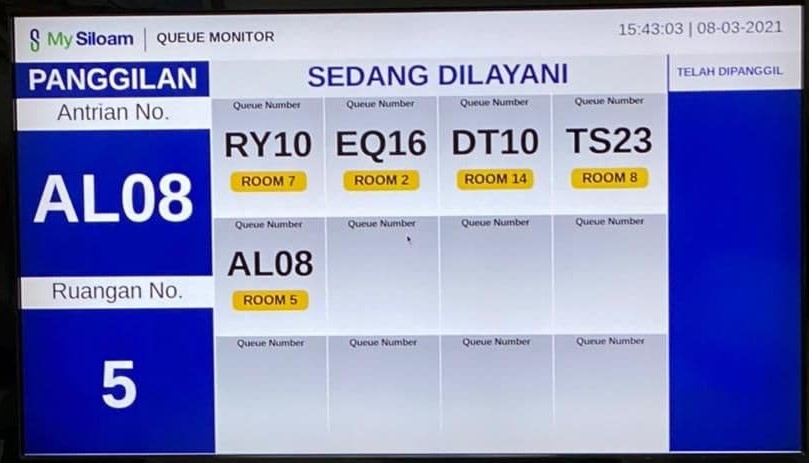 My Siloam | QUEUE MONITOR
15:43:03 | 08-03-2021
PANGGILAN
Antrian No.
AL08
Ruangan No.
5
SEDANG DILAYANI
Queue Number
RY10
ROOM 7
Queue Number
EQ16
ROOM 2
Queue Number
DT10
ROOM 14
Queue Number
TS23
ROOM 8
Queue Number
AL08
ROOM 5
Queue Number
Queue Number
Queue Number
Queue Number
Queue Number
Queue Number
Queue Number
TELAH DIPANGGIL